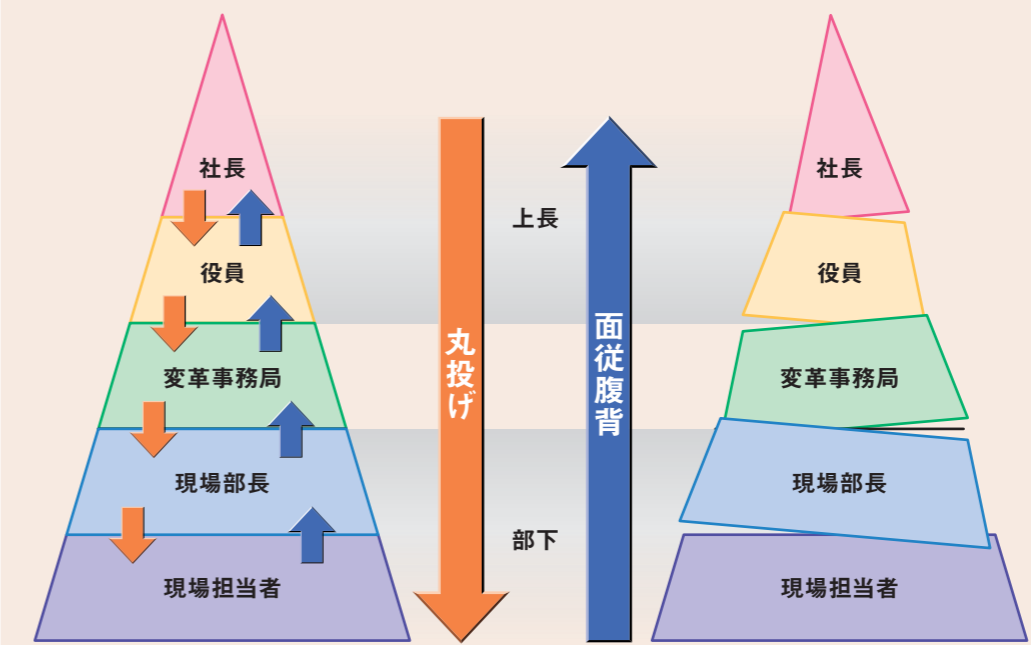 社長
役員
変革事務局
現場部長
現場担当者
丸投げ
上長
部下
面従腹背
社長
役員
変革事務局
現場部長
現場担当者